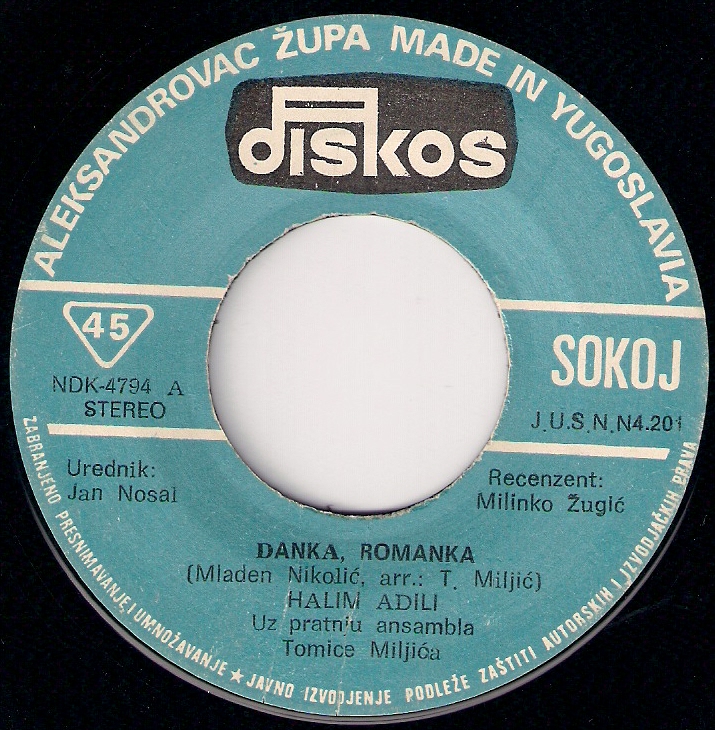 ALEKSANDROVAC ŽUPA MADE IN YUGOSLAVIA
diskos
45
NDK-4794 A
STEREO
SOKOJ
J.U.S.N.N4.201
Urednik:
Jan Nosal
Recenzent:
Milinko Žugić
DANKA, ROMANKA
(Mladen Nikolić, arr.: T. Miljić)
HALIM ADILI
Uz pratnju ansambla
Tomice Miljića
ZABRANJENO PRESNIMAVANJE I UMNOŽAVANJE ★ JAVNO IZVODJENJE PODLEŽE ZAŠTITI AUTORSKIH I IZVODJAČKIH PRAVA